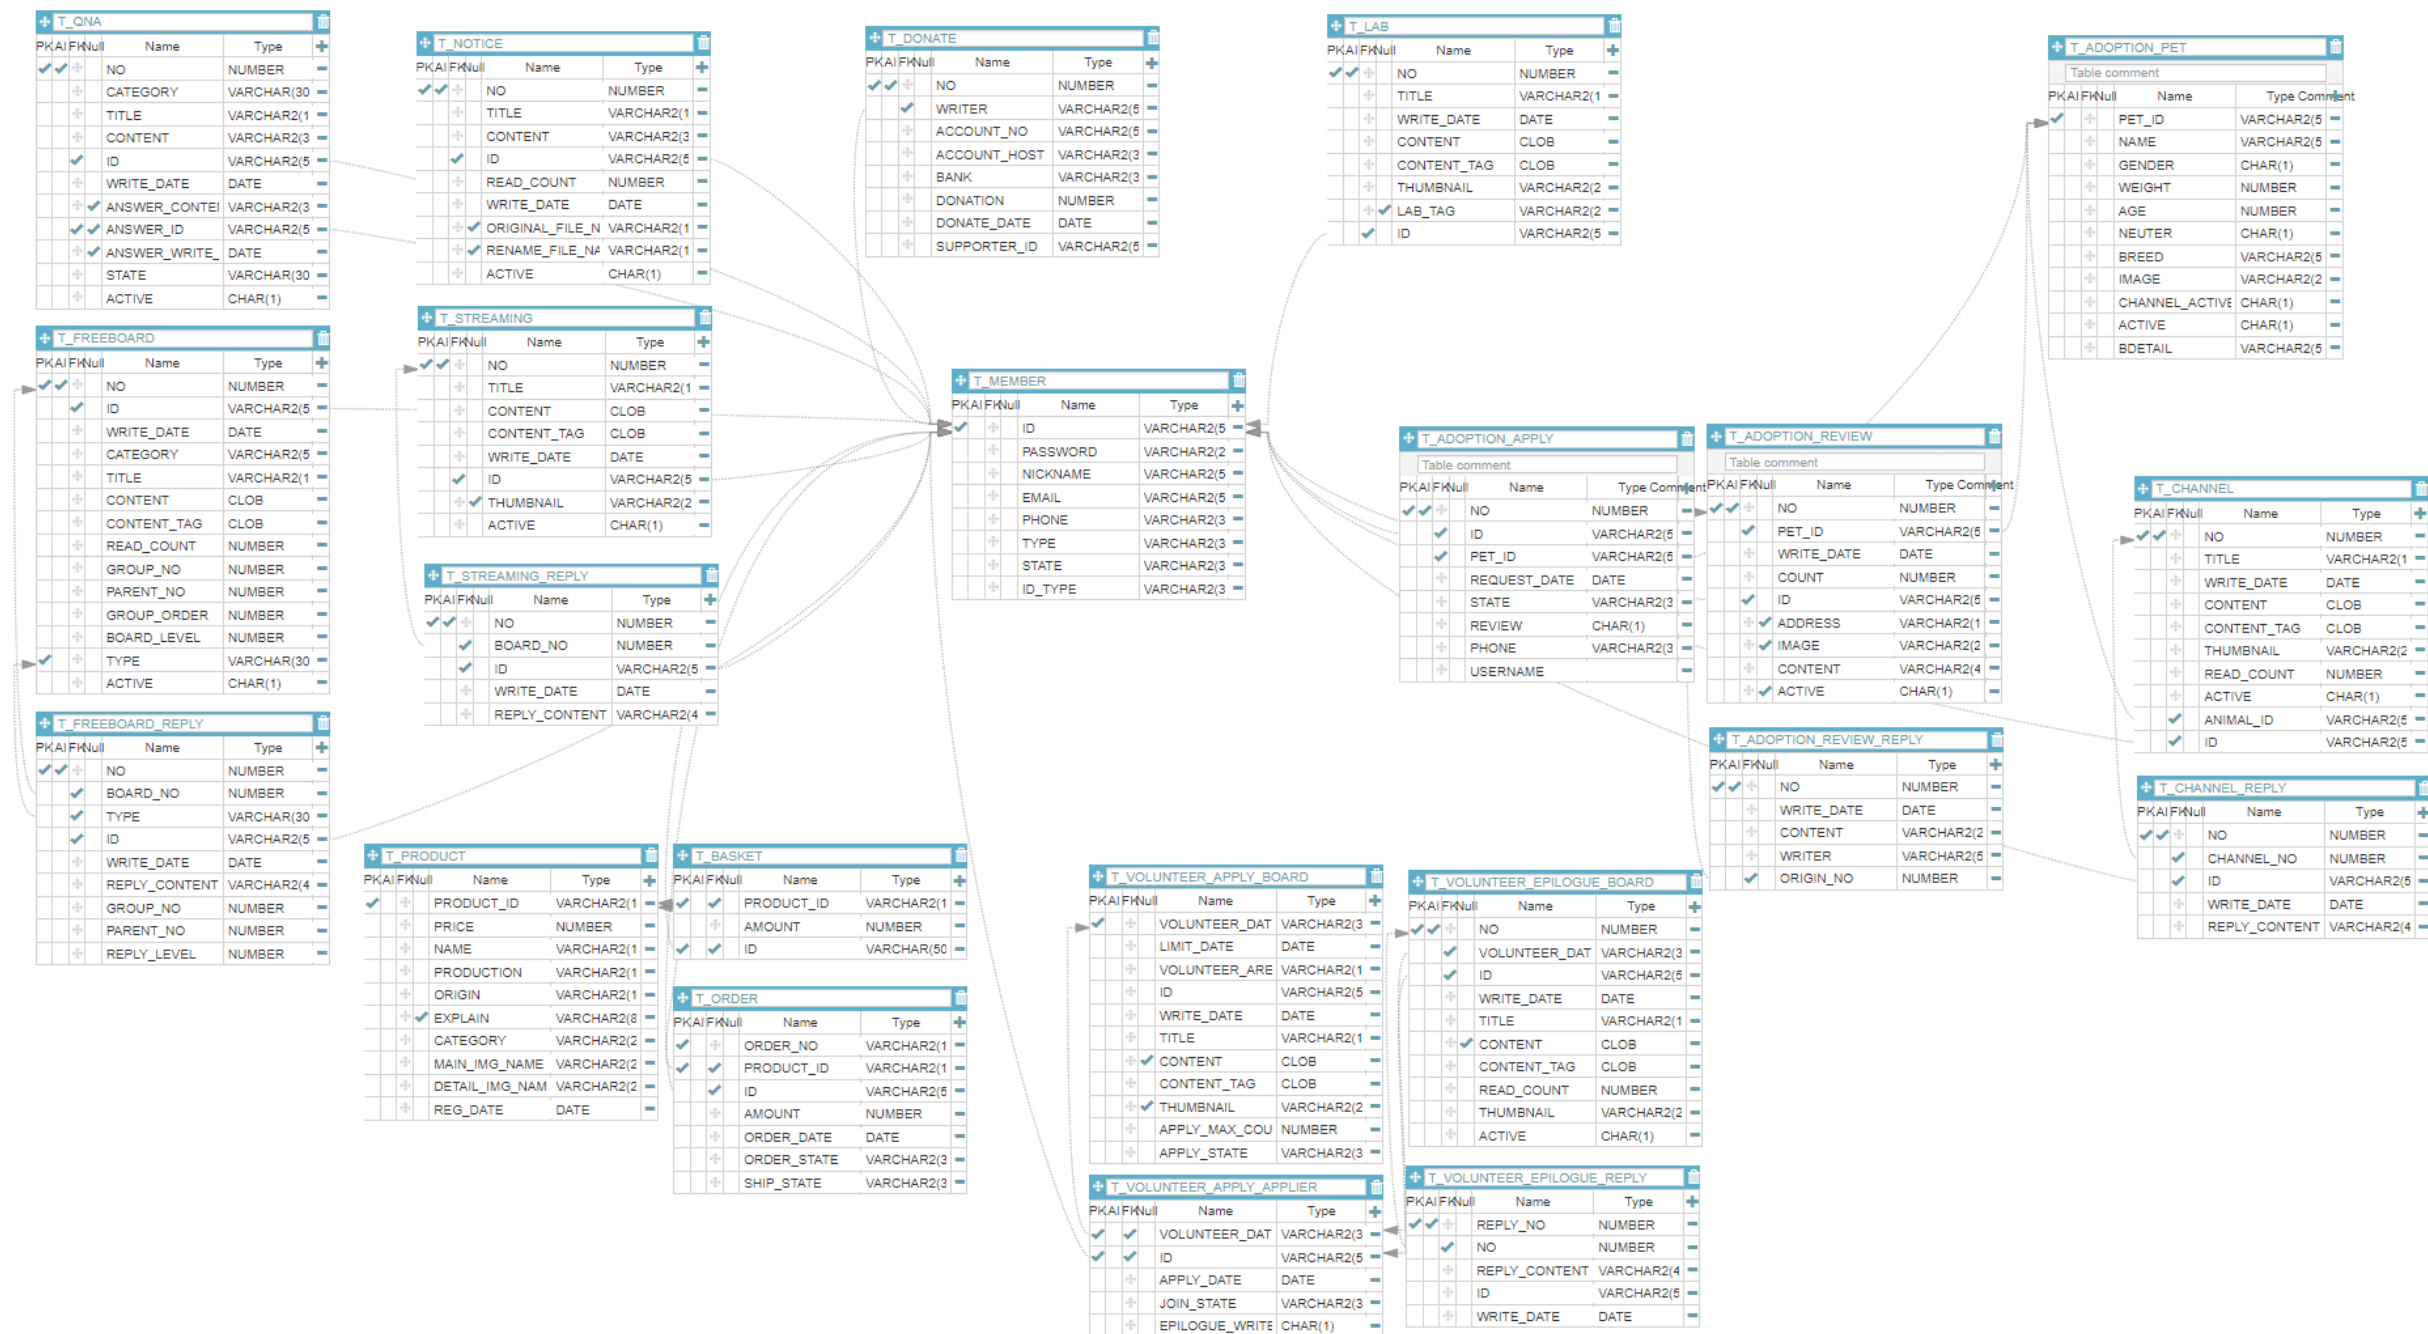 T_QNA
PK AI FK Null Name Type
NO NUMBER
CATEGORY VARCHAR(30
TITLE VARCHAR2(1
CONTENT VARCHAR2(3
ID VARCHAR2(5
WRITE_DATE DATE
ANSWER_CONTEI VARCHAR2(3
ANSWER_ID VARCHAR2(5
ANSWER_WRITE_ DATE
STATE VARCHAR(30
ACTIVE CHAR(1)
T_FREEBOARD
PK AI FK Null Name Type
NO NUMBER
ID VARCHAR2(5
WRITE_DATE DATE
CATEGORY VARCHAR2(5
TITLE VARCHAR2(1
CONTENT CLOB
CONTENT_TAG CLOB
READ_COUNT NUMBER
GROUP_NO NUMBER
PARENT_NO NUMBER
GROUP_ORDER NUMBER
BOARD_LEVEL NUMBER
TYPE VARCHAR(30
ACTIVE CHAR(1)
T_FREEBOARD_REPLY
PK AI FK Null Name Type
NO NUMBER
BOARD_NO NUMBER
TYPE VARCHAR(30
ID VARCHAR2(5
WRITE_DATE DATE
REPLY_CONTENT VARCHAR2(4
GROUP_NO NUMBER
PARENT_NO NUMBER
REPLY_LEVEL NUMBER
T_NOTICE
PK AI FK Null Name Type
NO NUMBER
TITLE VARCHAR2(1
CONTENT VARCHAR2(3
ID VARCHAR2(5
READ_COUNT NUMBER
WRITE_DATE DATE
ORIGINAL_FILE_N VARCHAR2(1
RENAME_FILE_NA VARCHAR2(1
ACTIVE CHAR(1)
T_STREAMING
PK AI FK Null Name Type
NO NUMBER
TITLE VARCHAR2(1
CONTENT CLOB
CONTENT_TAG CLOB
WRITE_DATE DATE
ID VARCHAR2(5
THUMBNAIL VARCHAR2(2
ACTIVE CHAR(1)
T_STREAMING_REPLY
PK AI FK Null Name Type
NO NUMBER
BOARD_NO NUMBER
ID VARCHAR2(5
WRITE_DATE DATE
REPLY_CONTENT VARCHAR2(4
T_PRODUCT
PK AI FK Null Name Type
PRODUCT_ID VARCHAR2(1
PRICE NUMBER
NAME VARCHAR2(1
PRODUCTION VARCHAR2(1
ORIGIN VARCHAR2(1
EXPLAIN VARCHAR2(8
CATEGORY VARCHAR2(2
MAIN_IMG_NAME VARCHAR2(2
DETAIL_IMG_NAM VARCHAR2(2
REG_DATE DATE
T_BASKET
PK AI FK Null Name Type
PRODUCT_ID VARCHAR2(1
AMOUNT NUMBER
ID VARCHAR(50
T_ORDER
PK AI FK Null Name Type
ORDER_NO VARCHAR2(1
PRODUCT_ID VARCHAR2(1
ID VARCHAR2(5
AMOUNT NUMBER
ORDER_DATE DATE
ORDER_STATE VARCHAR2(3
SHIP_STATE VARCHAR2(3
T_DONATE
PK AI FK Null Name Type
NO NUMBER
WRITER VARCHAR2(5
ACCOUNT_NO VARCHAR2(5
ACCOUNT_HOST VARCHAR2(3
BANK VARCHAR2(3
DONATION NUMBER
DONATE_DATE DATE
SUPPORTER_ID VARCHAR2(5
T_MEMBER
PK AI FK Null Name Type
ID VARCHAR2(5
PASSWORD VARCHAR2(2
NICKNAME VARCHAR2(5
EMAIL VARCHAR2(5
PHONE VARCHAR2(3
TYPE VARCHAR2(3
STATE VARCHAR2(3
ID_TYPE VARCHAR2(3
T_LAB
PK AI FK Null Name Type
NO NUMBER
TITLE VARCHAR2(1
WRITE_DATE DATE
CONTENT CLOB
CONTENT_TAG CLOB
THUMBNAIL VARCHAR2(2
LAB_TAG VARCHAR2(2
ID VARCHAR2(5
T_VOLUNTEER_APPLY_BOARD
PK AI FK Null Name Type
VOLUNTEER_DAT VARCHAR2(3
LIMIT_DATE DATE
VOLUNTEER_ARE VARCHAR2(1
ID VARCHAR2(5
WRITE_DATE DATE
TITLE VARCHAR2(1
CONTENT CLOB
CONTENT_TAG CLOB
THUMBNAIL VARCHAR2(2
APPLY_MAX_COU NUMBER
APPLY_STATE VARCHAR2(3
T_VOLUNTEER_APPLY_APPLIER
PK AI FK Null Name Type
VOLUNTEER_DAT VARCHAR2(3
ID VARCHAR2(5
APPLY_DATE DATE
JOIN_STATE VARCHAR2(3
EPILOGUE_WRITE CHAR(1)
T_VOLUNTEER_EPILOGUE_BOARD
PK AI FK Null Name Type
NO NUMBER
VOLUNTEER_DAT VARCHAR2(3
ID VARCHAR2(5
WRITE_DATE DATE
TITLE VARCHAR2(1
CONTENT CLOB
CONTENT_TAG CLOB
READ_COUNT NUMBER
THUMBNAIL VARCHAR2(2
ACTIVE CHAR(1)
T_VOLUNTEER_EPILOGUE_REPLY
PK AI FK Null Name Type
REPLY_NO NUMBER
NO NUMBER
REPLY_CONTENT VARCHAR2(4
ID VARCHAR2(5
WRITE_DATE DATE
T_ADOPTION_APPLY
Table comment
PK AI FK Null Name Type Comment
NO NUMBER
ID VARCHAR2(5
PET_ID VARCHAR2(5
REQUEST_DATE DATE
STATE VARCHAR2(3
REVIEW CHAR(1)
PHONE VARCHAR2(3
USERNAME
T_ADOPTION_REVIEW
Table comment
PK AI FK Null Name Type Comment
NO NUMBER
PET_ID VARCHAR2(5
WRITE_DATE DATE
COUNT NUMBER
ID VARCHAR2(5
ADDRESS VARCHAR2(1
IMAGE VARCHAR2(2
CONTENT VARCHAR2(4
ACTIVE CHAR(1)
T_ADOPTION_REVIEW_REPLY
PK AI FK Null Name Type
NO NUMBER
WRITE_DATE DATE
CONTENT VARCHAR2(2
WRITER VARCHAR2(5
ORIGIN_NO NUMBER
T_ADOPTION_PET
Table comment
PK AI FK Null Name Type Comment
PET_ID VARCHAR2(5
NAME VARCHAR2(5
GENDER CHAR(1)
WEIGHT NUMBER
AGE NUMBER
NEUTER CHAR(1)
BREED VARCHAR2(5
IMAGE VARCHAR2(2
CHANNEL_ACTIVE CHAR(1)
ACTIVE CHAR(1)
BDETAIL VARCHAR2(5
T_CHANNEL
PK AI FK Null Name Type
NO NUMBER
TITLE VARCHAR2(1
WRITE_DATE DATE
CONTENT CLOB
CONTENT_TAG CLOB
THUMBNAIL VARCHAR2(2
READ_COUNT NUMBER
ACTIVE CHAR(1)
ANIMAL_ID VARCHAR2(5
ID VARCHAR2(5
T_CHANNEL_REPLY
PK AI FK Null Name Type
NO NUMBER
CHANNEL_NO NUMBER
ID VARCHAR2(5
WRITE_DATE DATE
REPLY_CONTENT VARCHAR2(4